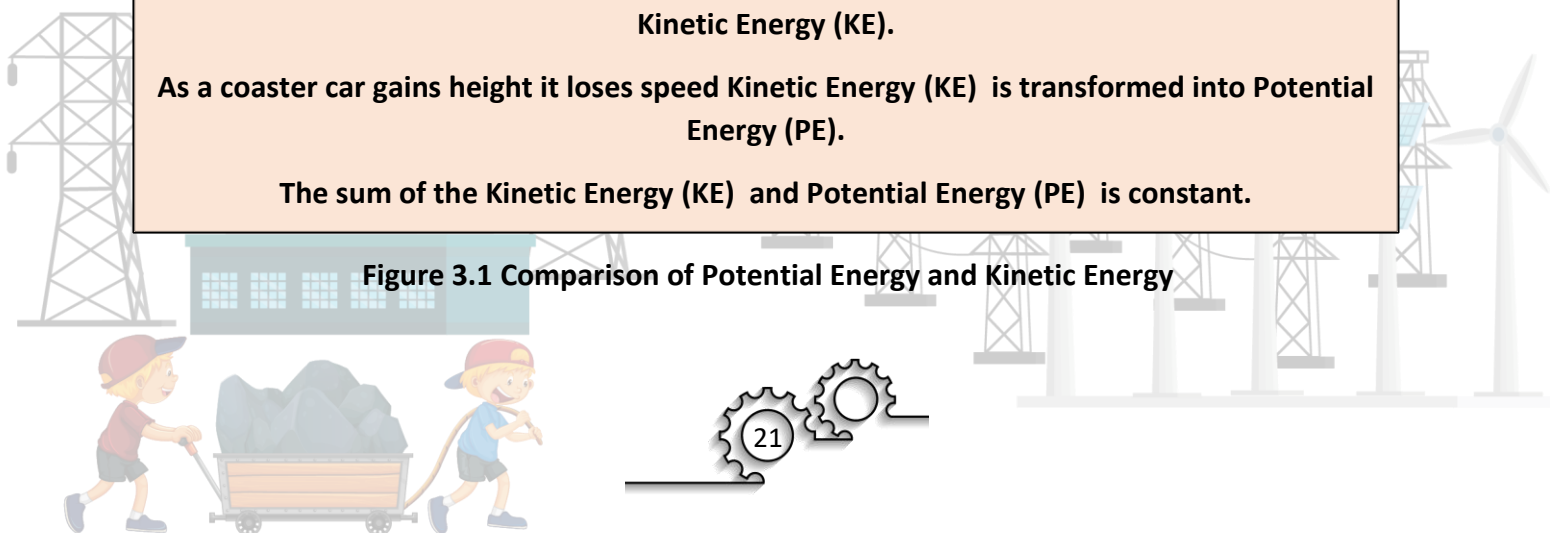 Kinetic Energy (KE).
As a coaster car gains height it loses speed Kinetic Energy (KE) is transformed into Potential
Energy (PE).
The sum of the Kinetic Energy (KE) and Potential Energy (PE) is constant.
Figure 3.1 Comparison of Potential Energy and Kinetic Energy
21